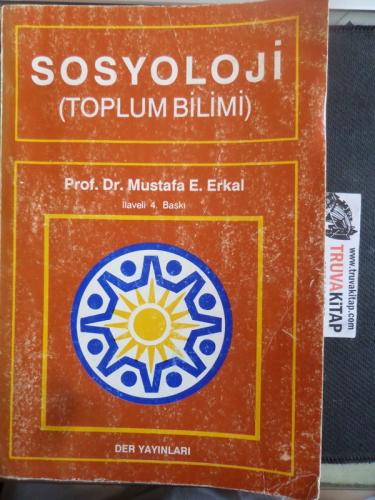 SOSYOLOJİ
(TOPLUM BİLİMİ)
Prof. Dr. Mustafa E. Erkal
İlaveli 4. Baskı
DER YAYINLARI
www.truvakitap.com
TRUVA
KİTAP